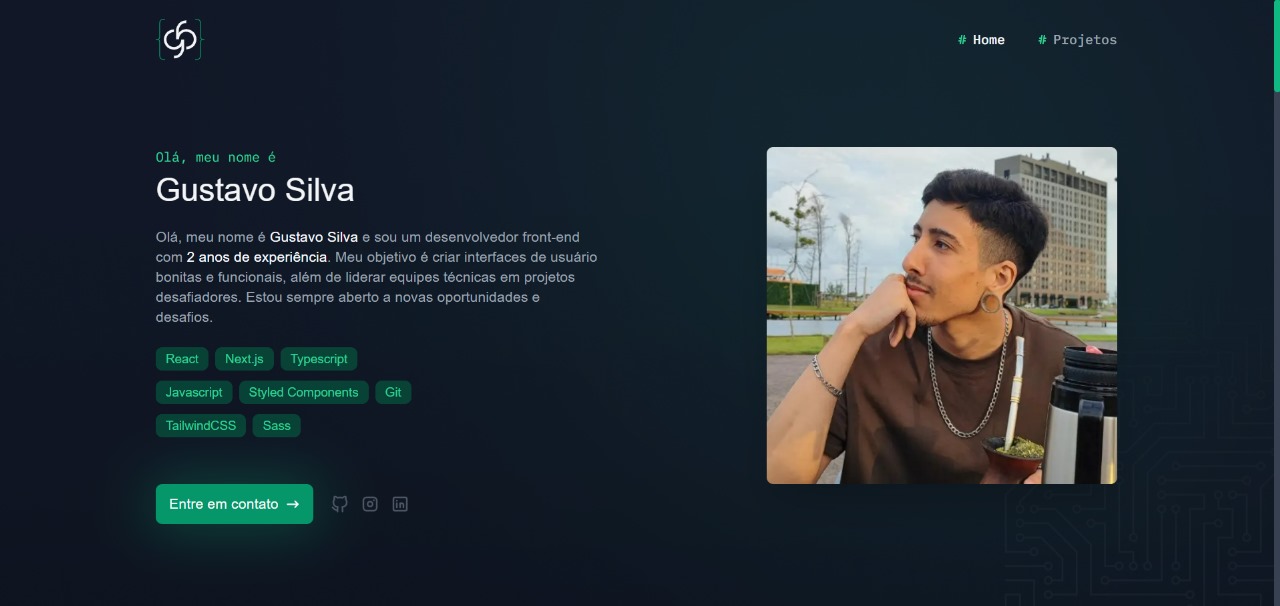 # Home # Projetos
Olá, meu nome é
Gustavo Silva
Olá, meu nome é Gustavo Silva e sou um desenvolvedor front-end
com 2 anos de experiência. Meu objetivo é criar interfaces de usuário
bonitas e funcionais, além de liderar equipes técnicas em projetos
desafiadores. Estou sempre aberto a novas oportunidades e
desafios.
React Next.js Typescript
Javascript Styled Components Git
TailwindCSS Sass
Entre em contato →